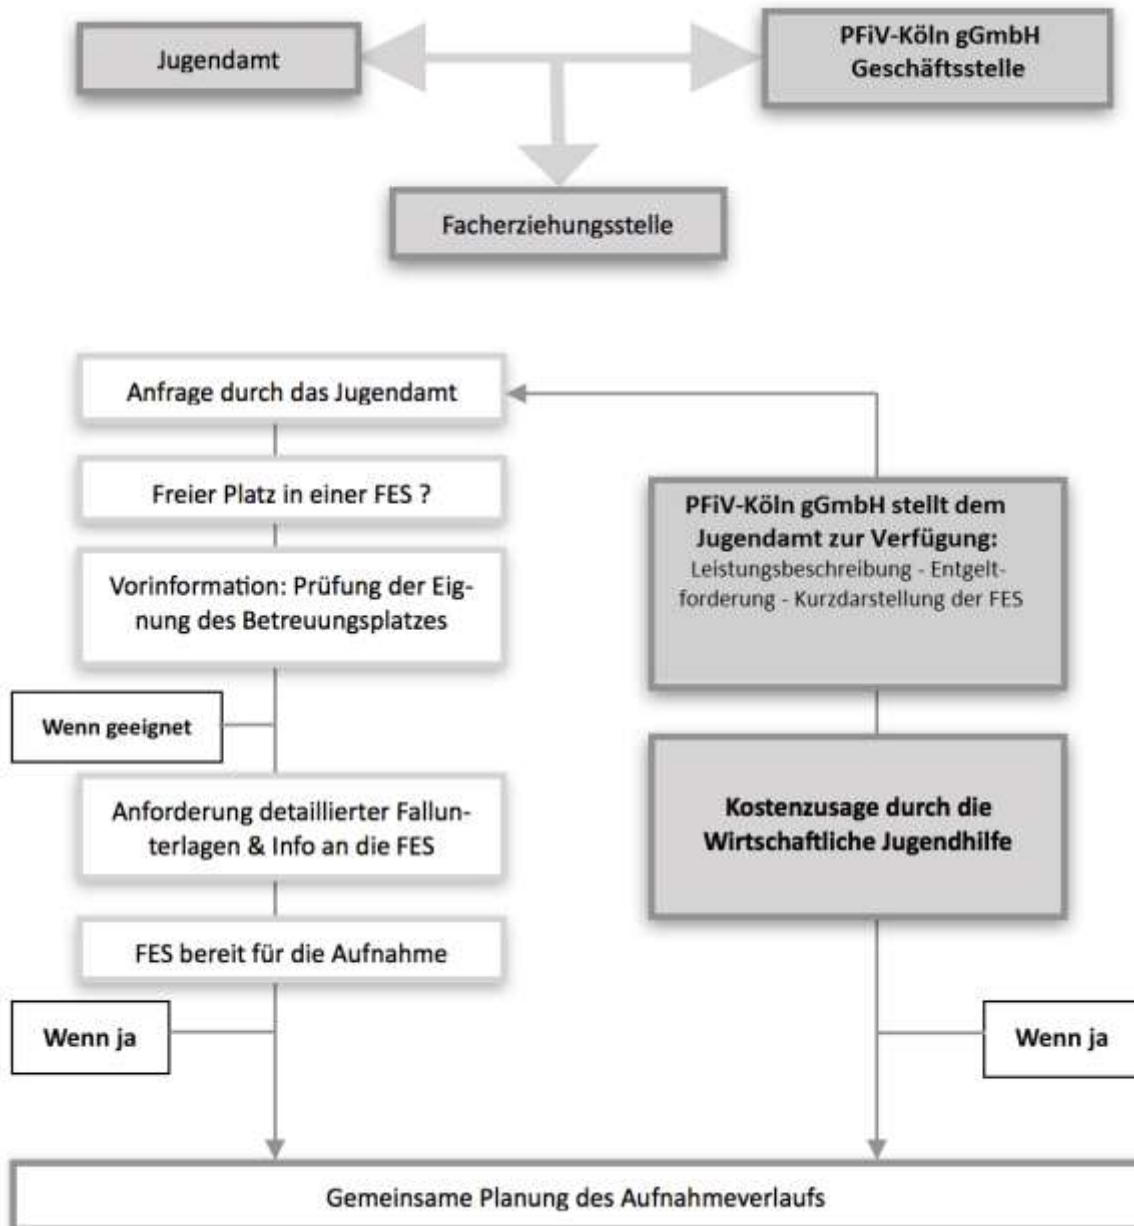 Jugendamt
PFiV-Köln gGmbH
Geschäftsstelle
Facherziehungsstelle
Anfrage durch das Jugendamt
Freier Platz in einer FES ?
Vorinformation: Prüfung der Eig-
nung des Betreuungsplatzes
Wenn geeignet
Anforderung detaillierter Fallun-
terlagen & Info an die FES
FES bereit für die Aufnahme
Wenn ja
PFiV-Köln gGmbH stellt dem
Jugendamt zur Verfügung:
Leistungsbeschreibung - Entgelt-
forderung - Kurzdarstellung der FES
Kostenzusage durch die
Wirtschaftliche Jugendhilfe
Wenn ja
Gemeinsame Planung des Aufnahmeverlaufs